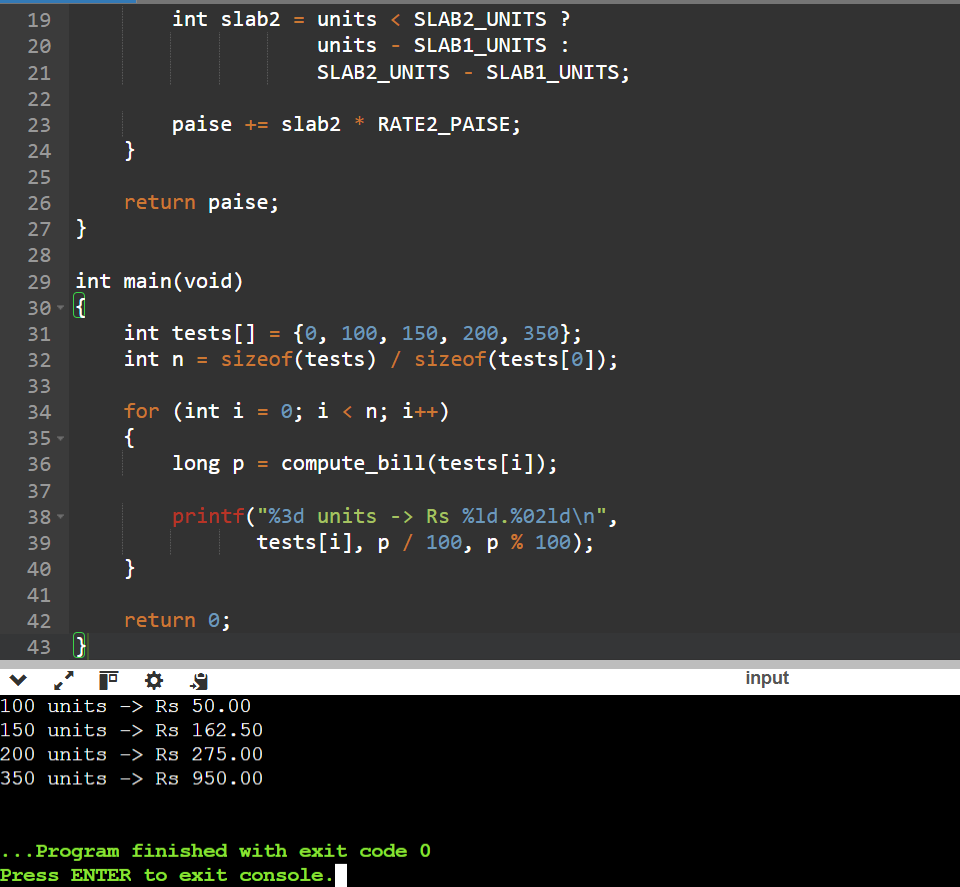 19 int slab2 = units < SLAB2_UNITS ?
20 units - SLAB1_UNITS :
21 SLAB2_UNITS - SLAB1_UNITS;
22
23 paise += slab2 * RATE2_PAISE;
24 }
25
26 return paise;
27 }
28
29 int main(void)
30 {
31 int tests[] = {0, 100, 150, 200, 350};
32 int n = sizeof(tests) / sizeof(tests[0]);
33
34 for (int i = 0; i < n; i++)
35 {
36 long p = compute_bill(tests[i]);
37
38 printf("%3d units -> Rs %ld.%02ld\n",
39 tests[i], p / 100, p % 100);
40 }
41
42 return 0;
43 }
input
100 units -> Rs 50.00
150 units -> Rs 162.50
200 units -> Rs 275.00
350 units -> Rs 950.00
...Program finished with exit code 0
Press ENTER to exit console.